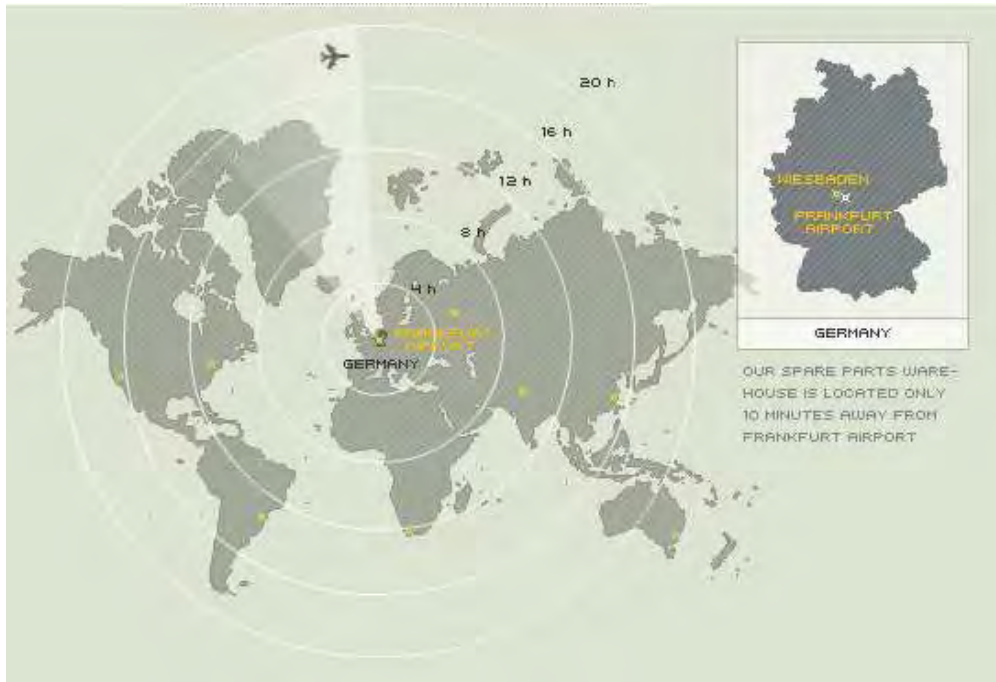 20 h
16 h
12 h
8 h
4 h
FRANKFURT
AIRPORT
GERMANY
WIESBADEN
FRANKFURT
AIRPORT
GERMANY
OUR SPARE PARTS WARE-
HOUSE IS LOCATED ONLY
10 MINUTES AWAY FROM
FRANKFURT AIRPORT